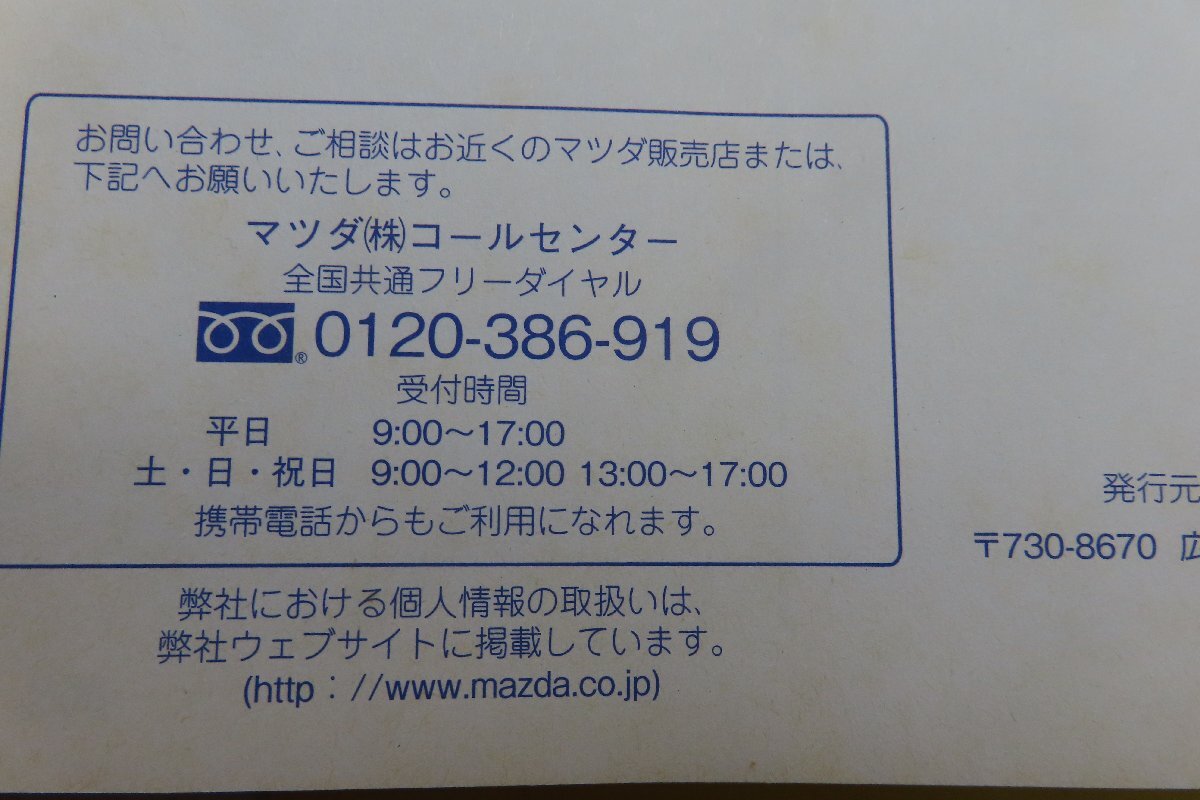 お問い合わせ、ご相談はお近くのマツダ販売店または、
下記へお願いいたします。
マツダ㈱コールセンター
全国共通フリーダイヤル
® 0120-386-919
受付時間
平日 9:00〜17:00
土・日・祝日 9:00〜12:00 13:00〜17:00
携帯電話からもご利用になれます。
弊社における個人情報の取扱いは、
弊社ウェブサイトに掲載しています。
(http://www.mazda.co.jp)
発行元
〒730-8670 広